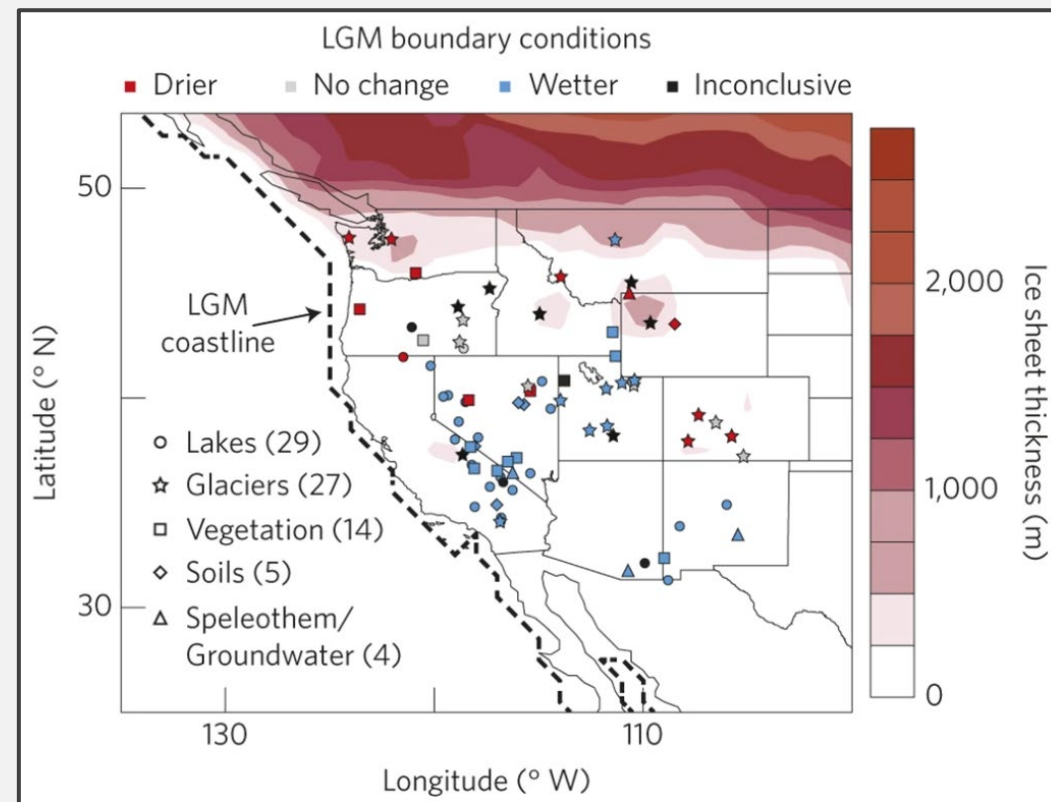 LGM boundary conditions
Drier No change Wetter Inconclusive
50
30
130
110
Latitude (° N)
Longitude (° W)
LGM
coastline
Lakes (29)
Glaciers (27)
Vegetation (14)
Soils (5)
Speleothem/
Groundwater (4)
2,000
1,000
0
Ice sheet thickness (m)